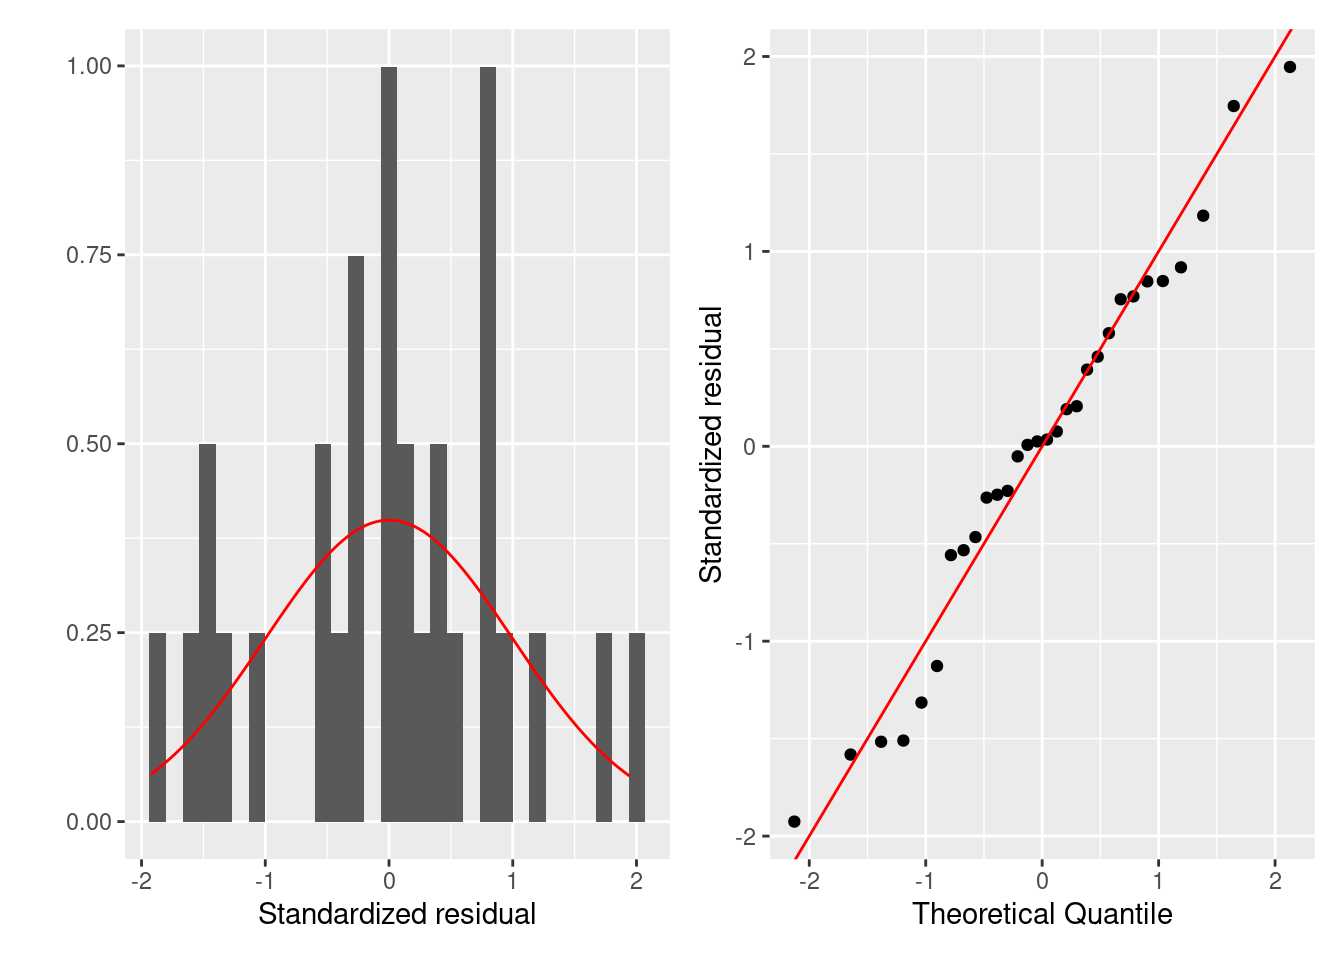 1.00
0.75
0.50
0.25
0.00
-2 -1 0 1 2
Standardized residual
2
1
0
-1
-2
Standardized residual
-2 -1 0 1 2
Theoretical Quantile